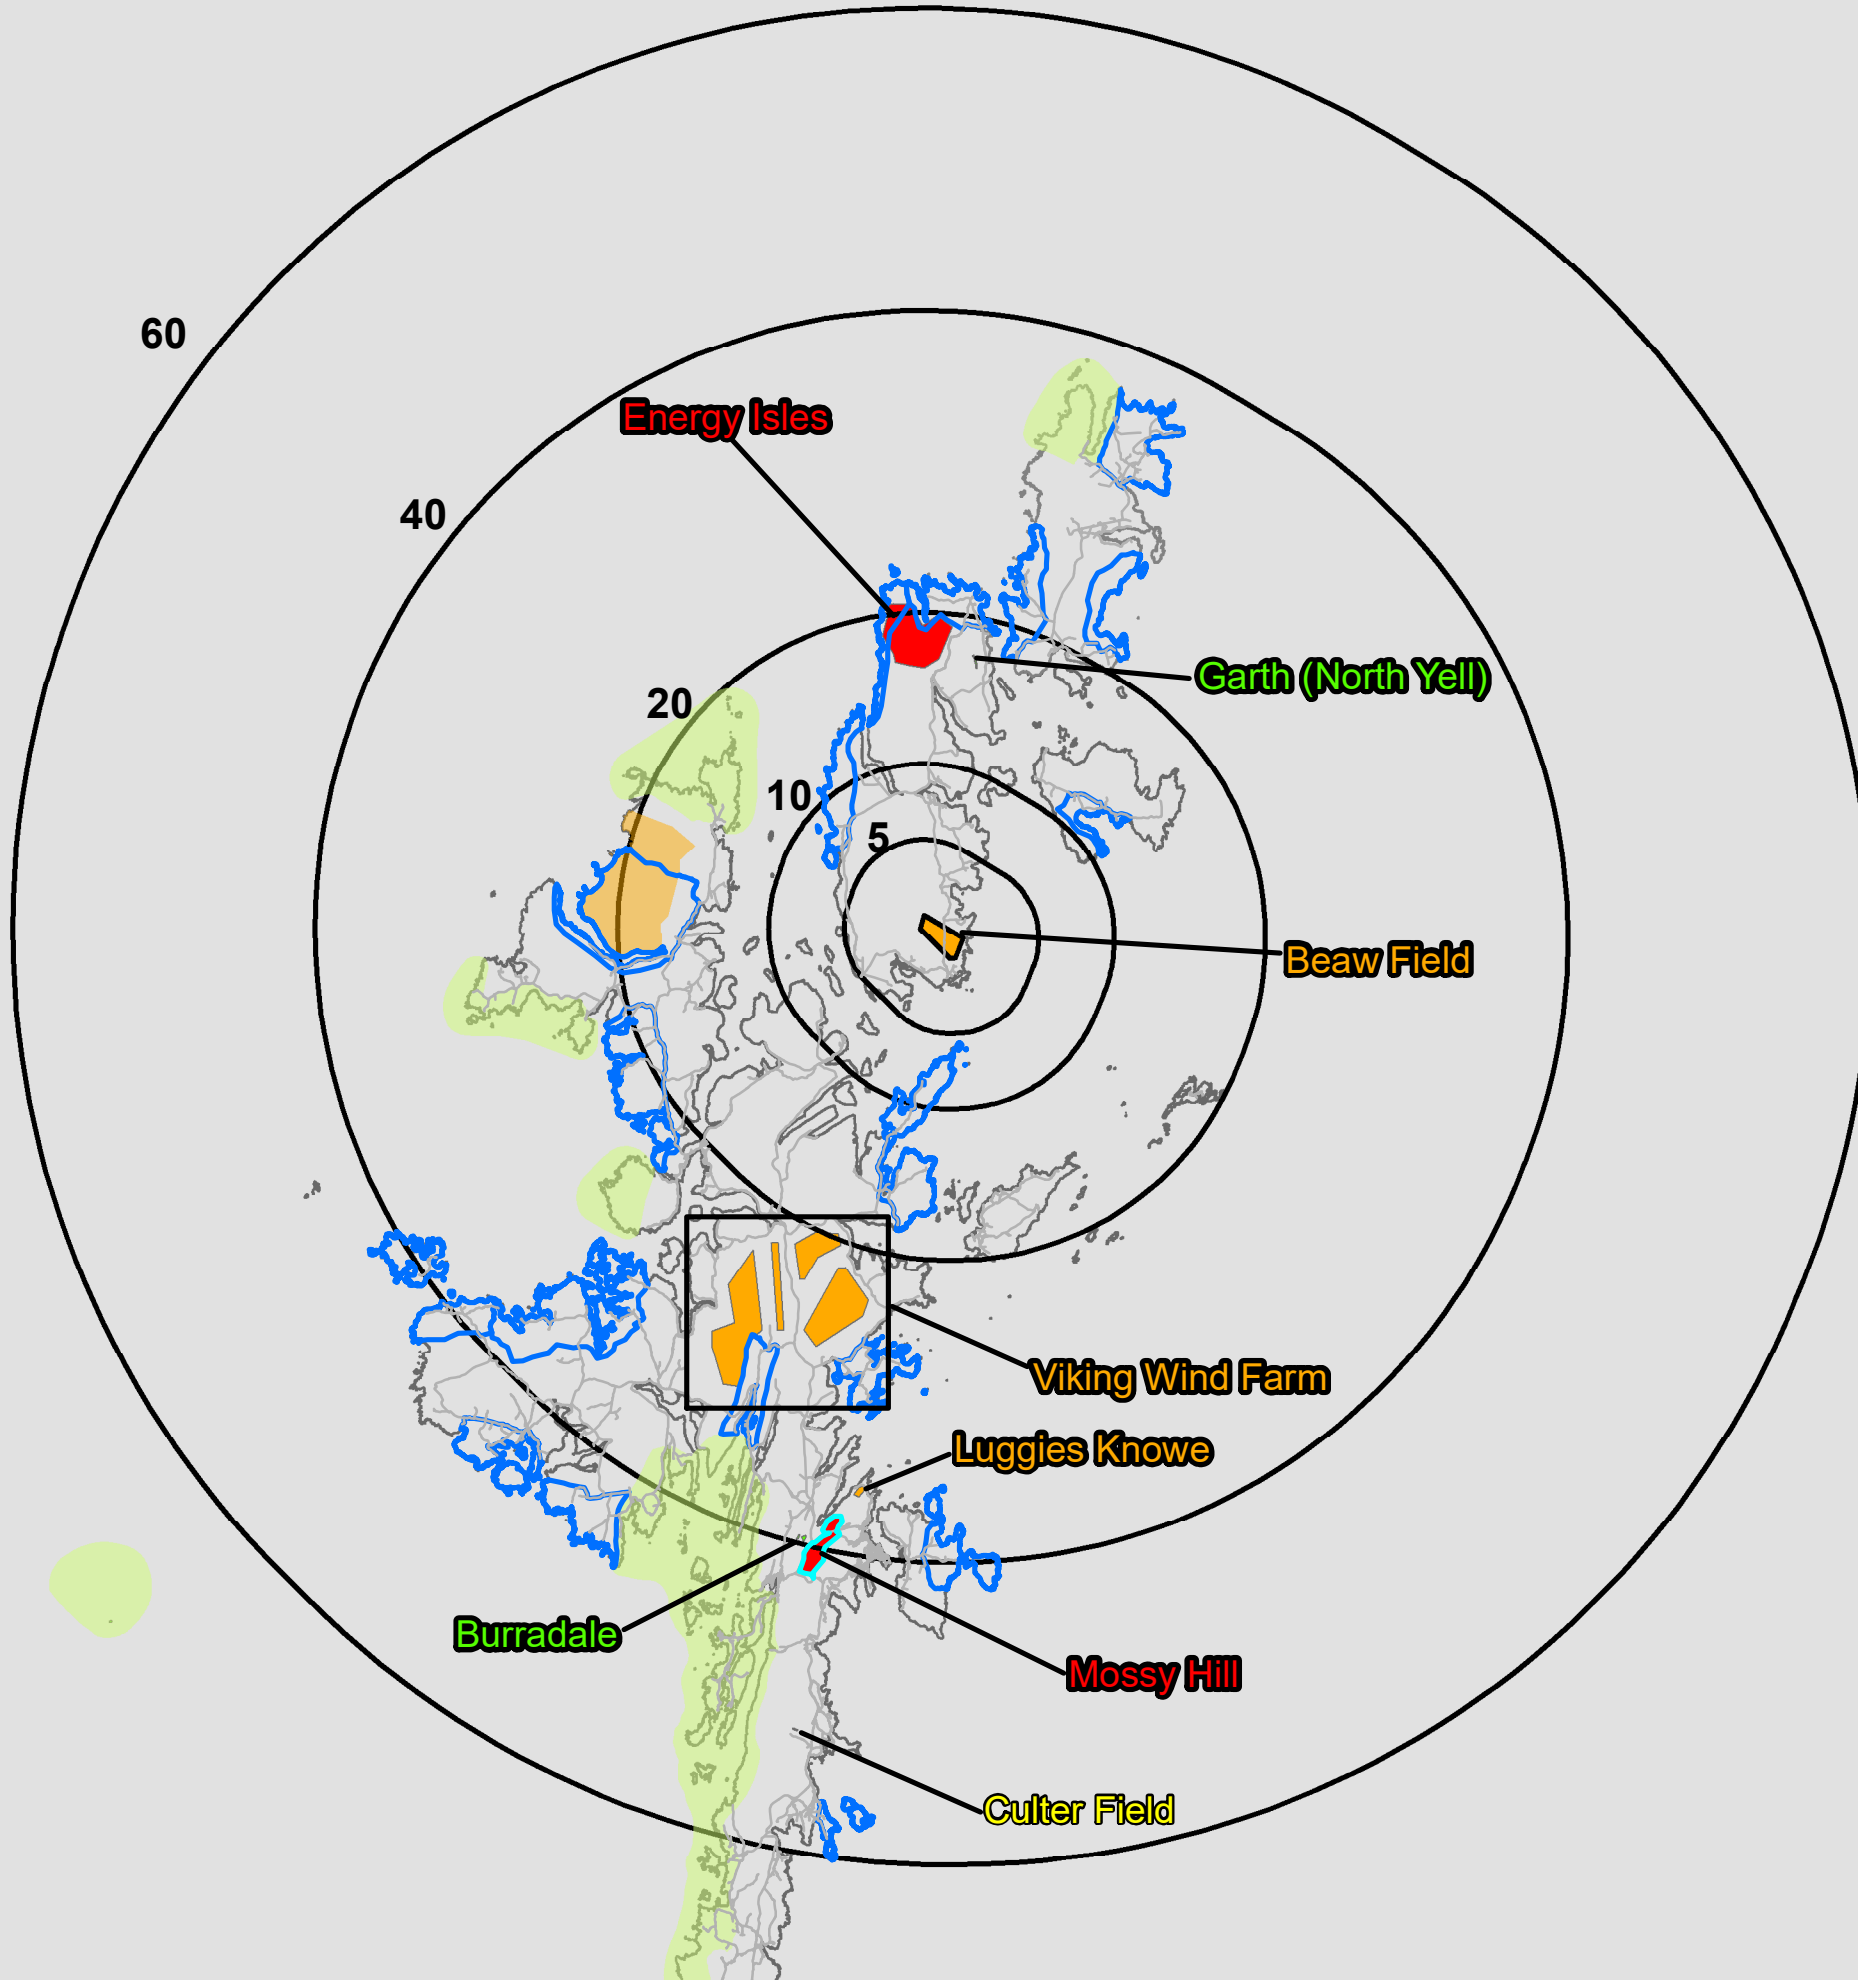 60
Energy Isles
40
Garth (North Yell)
20
10
5
Beaw Field
Viking Wind Farm
Luggies Knowe
Burradale
Mossy Hill
Culter Field